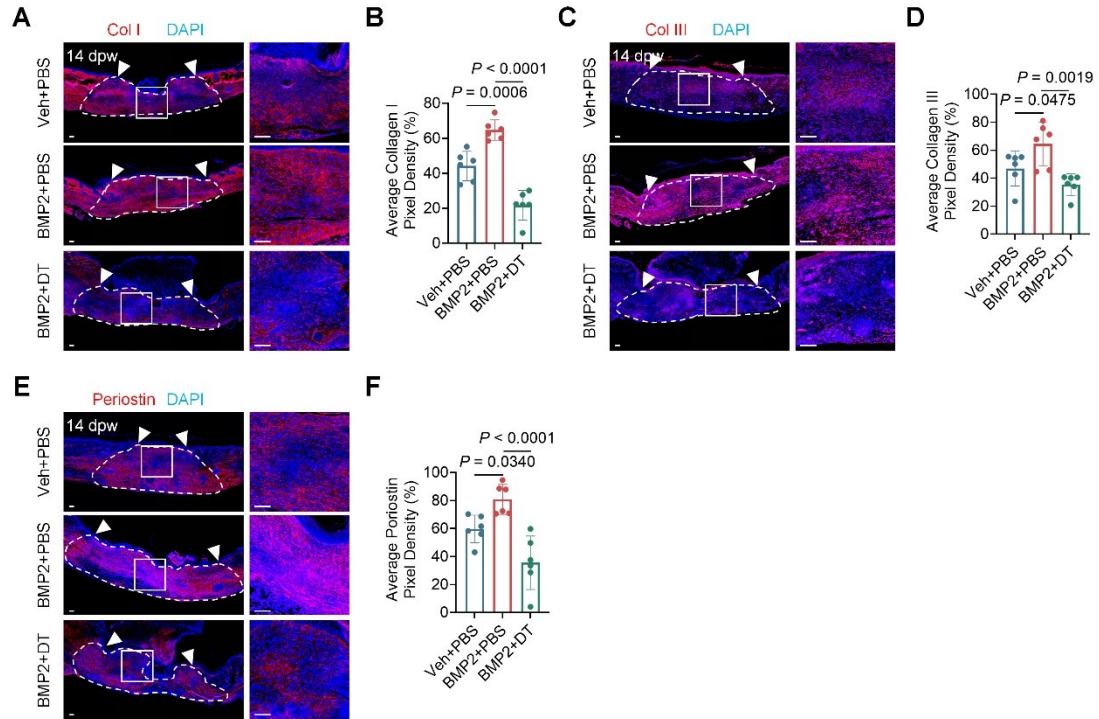 A
Col I DAPI
14 dpw
Veh+PBS
BMP2+PBS
BMP2+DT
B
P < 0.0001
P = 0.0006
Average Collagen I
Pixel Density (%)
80
60
40
20
0
Veh+PBS
BMP2+PBS
BMP2+DT
C
Col III DAPI
14 dpw
Veh+PBS
BMP2+PBS
BMP2+DT
D
P = 0.0019
P = 0.0475
Average Collagen III
Pixel Density (%)
100
80
60
40
20
0
Veh+PBS
BMP2+PBS
BMP2+DT
E
Periostin DAPI
14 dpw
Veh+PBS
BMP2+PBS
BMP2+DT
F
P < 0.0001
P = 0.0340
Average Poriostin
Pixel Density (%)
100
80
60
40
20
0
Veh+PBS
BMP2+PBS
BMP2+DT